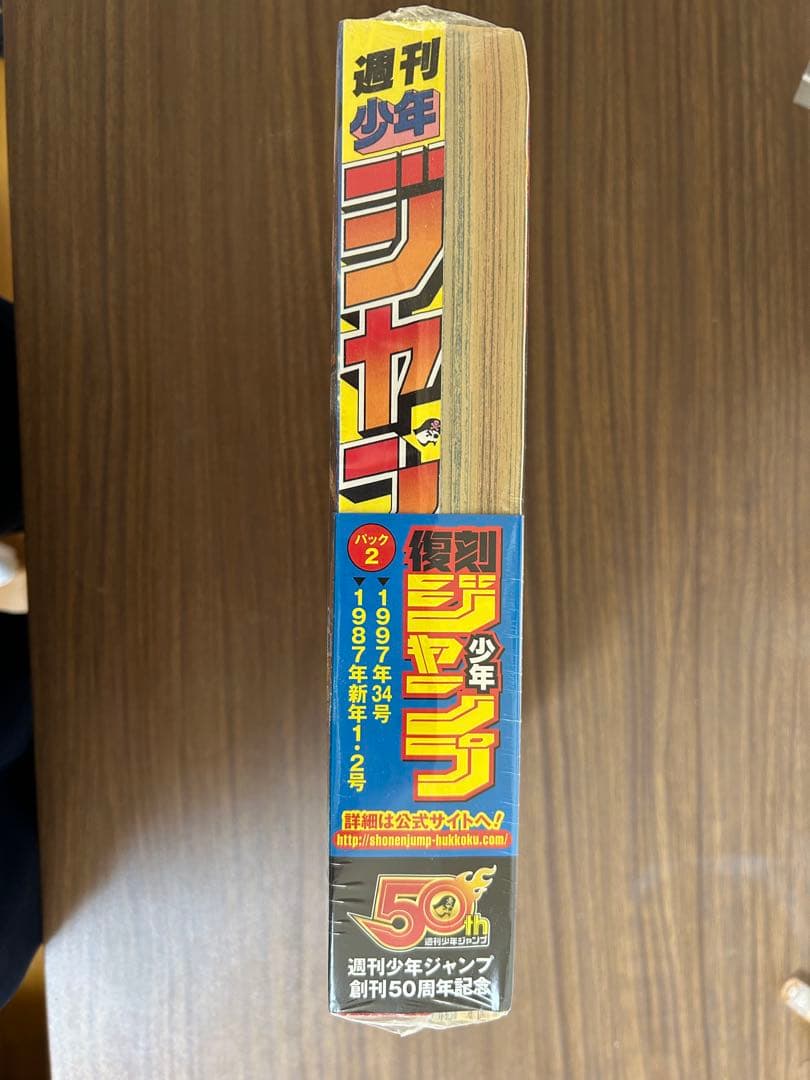 週刊
少年
ジャンプ
パック
2
復刻
少年
ジャンプ
▼1997年34号
▼1987年新年1・2号
詳細は公式サイトへ!
http://shonenjump-hukkoku.com/
50th
週刊少年ジャンプ
週刊少年ジャンプ
創刊50周年記念